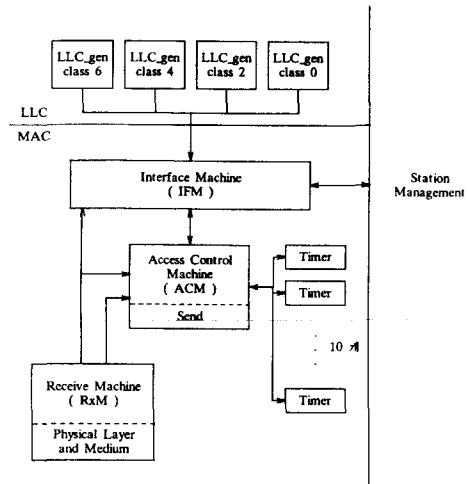 LLC_gen class 6
LLC_gen class 4
LLC_gen class 2
LLC_gen class 0
LLC
MAC
Interface Machine
( IFM )
Station
Management
Access Control
Machine
( ACM )
Send
Timer
Timer
10
Timer
Receive Machine
( RxM )
Physical Layer
and Medium